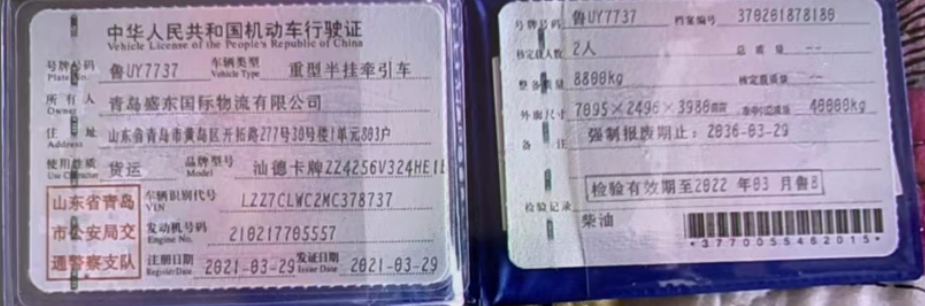 中华人民共和国机动车行驶证
Vehicle License of the People's Republic of China
号牌号码 鲁UY7737 车辆类型 重型半挂牵引车
Plate No. Vehicle Type
所有人 青岛盛东国际物流有限公司
Owner
住址 山东省青岛市黄岛区开拓路277号30号楼1单元803户
Address
使用性质 货运 品牌型号 汕德卡牌ZZ4256V324HE1
Use Character Model
山东省青岛
市公安局交
通警察支队
车辆识别代号 LZZ7CLWC2MC378737
VIN
发动机号码 210217705557
Engine No.
注册日期 2021-03-29 发证日期 2021-03-29
Register Date Issue Date
号牌号码 鲁UY7737 档案编号 370201878180
核定载人数 2人 总质量 --
整备质量 8800kg 核定载质量 --
外廓尺寸 7095×2496×3980 40000kg
备注 强制报废期止：2036-03-29
检验有效期至2022年03月鲁B
检验记录
柴油
*3770055462015*